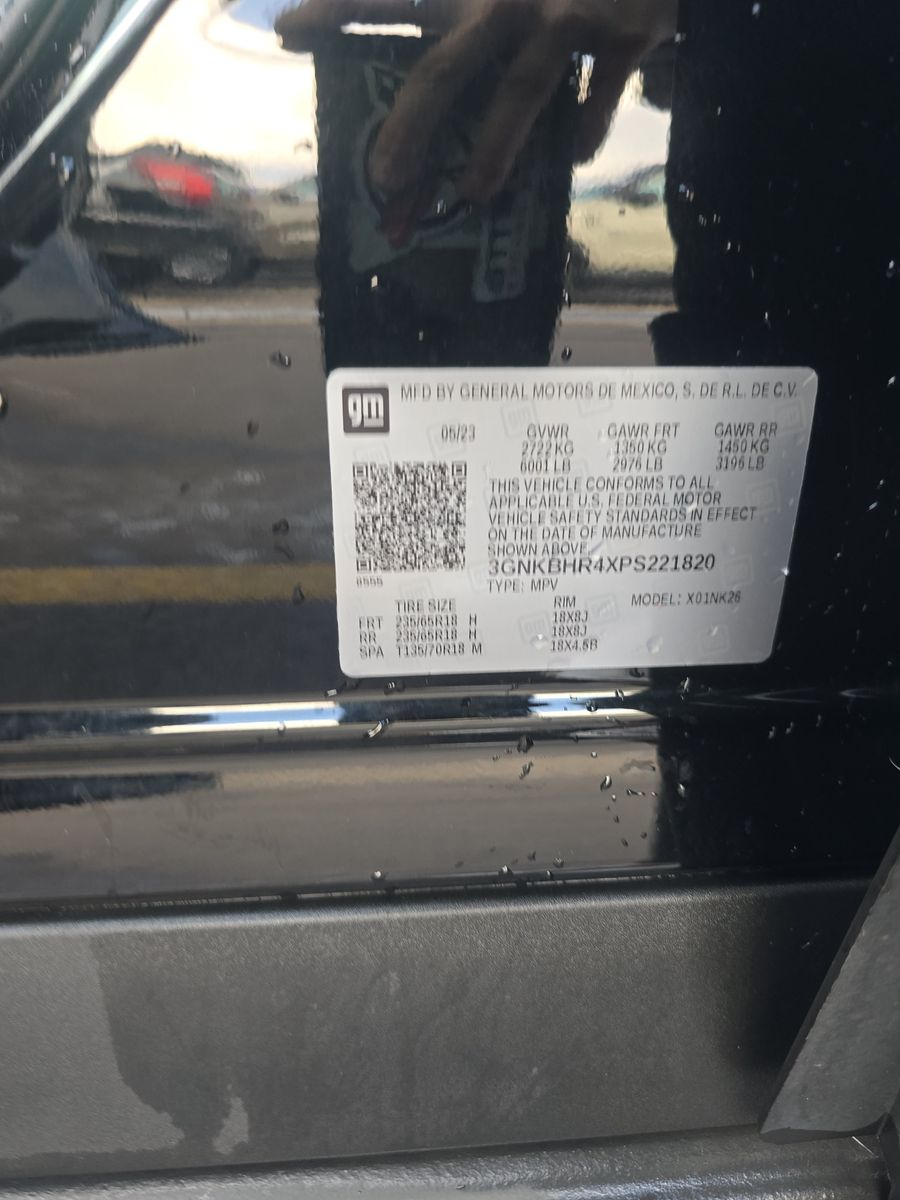 gm MFD BY GENERAL MOTORS DE MEXICO, S. DE R.L. DE C.V.
05/23 GVWR GAWR FRT GAWR RR
2722 KG 1350 KG 1450 KG
6001 LB 2976 LB 3196 LB
THIS VEHICLE CONFORMS TO ALL
APPLICABLE U.S. FEDERAL MOTOR
VEHICLE SAFETY STANDARDS IN EFFECT
ON THE DATE OF MANUFACTURE
SHOWN ABOVE.
3GNKBHR4XPS221820
8555
TYPE: MPV
MODEL: X01NK26
TIRE SIZE RIM
FRT 235/65R18 H 18X8J
RR 235/65R18 H 18X8J
SPA T135/70R18 M 18X4.5B